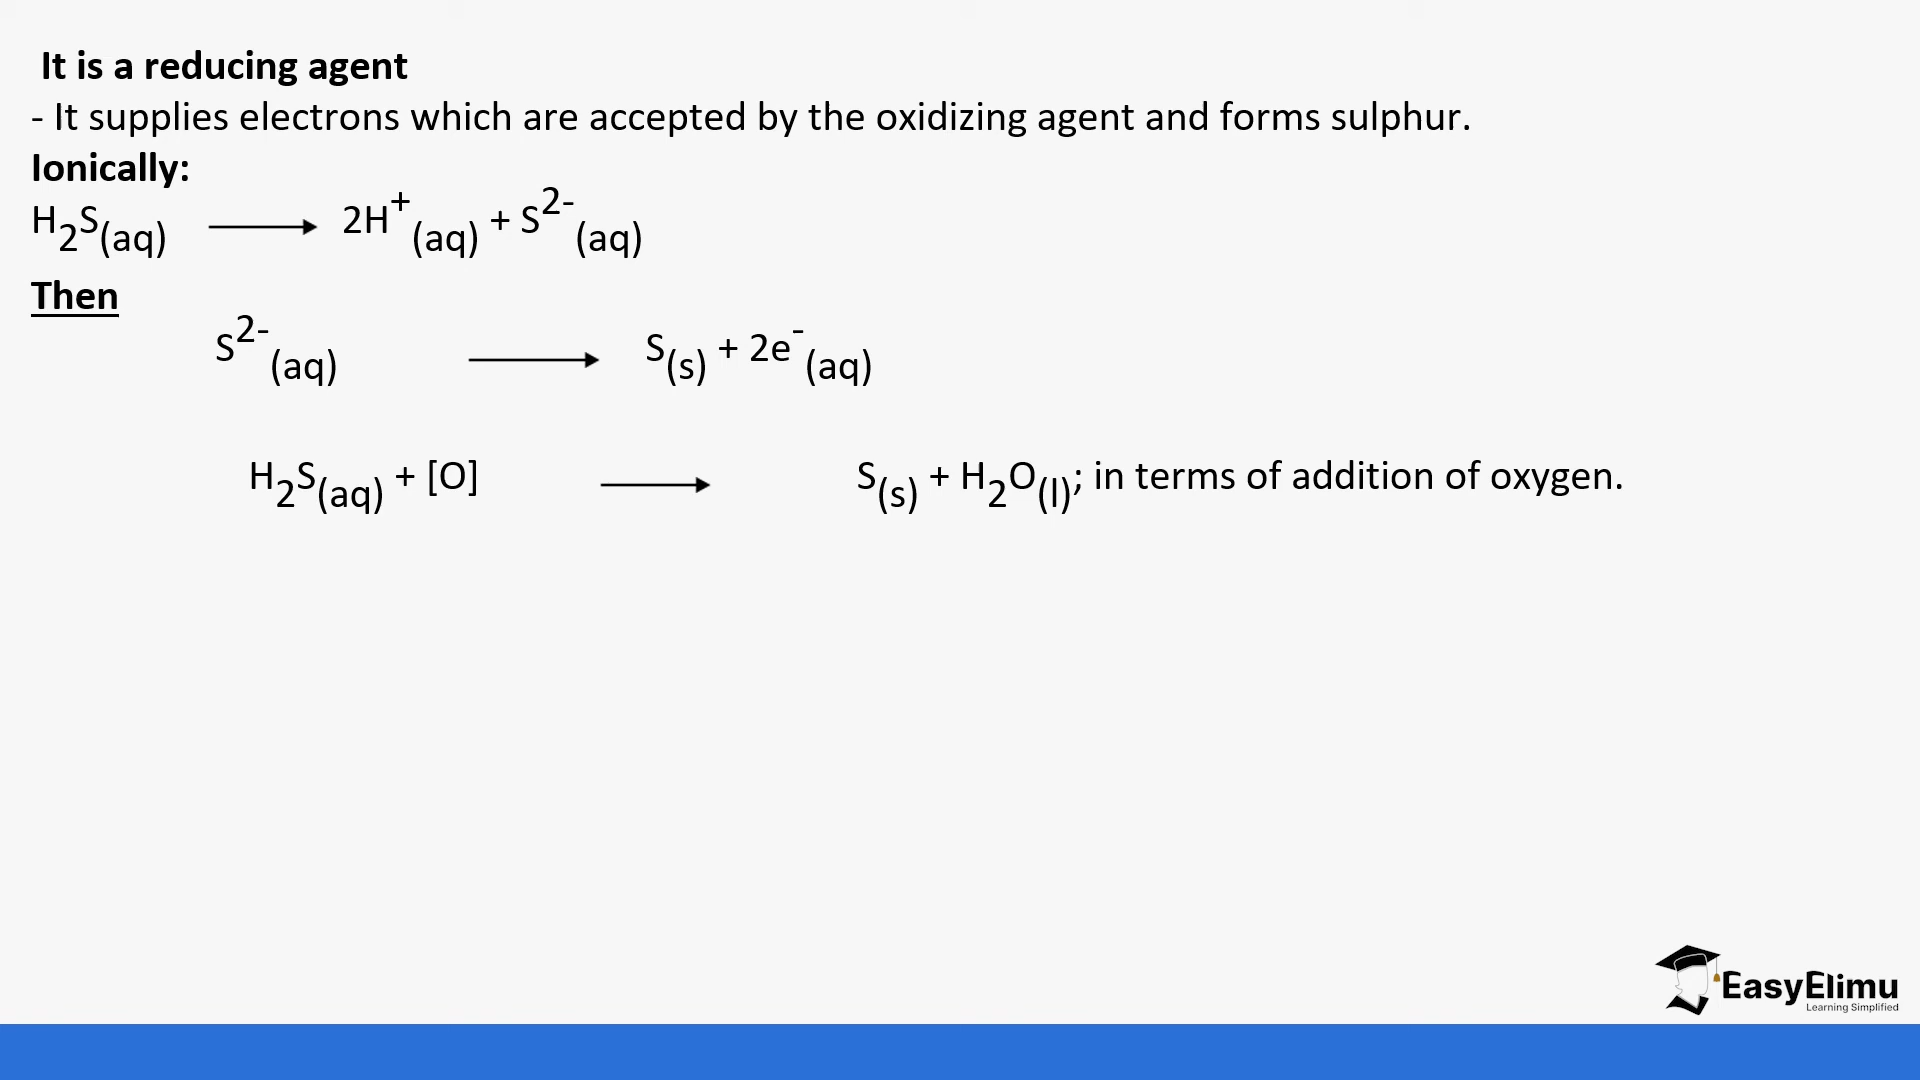 It is a reducing agent
- It supplies electrons which are accepted by the oxidizing agent and forms sulphur.
Ionically:
H₂S(aq) ⟶ 2H⁺(aq) + S²⁻(aq)
Then
S²⁻(aq) ⟶ S(s) + 2e⁻(aq)
H₂S(aq) + [O] ⟶ S(s) + H₂O(l); in terms of addition of oxygen.
EasyElimu
Learning Simplified